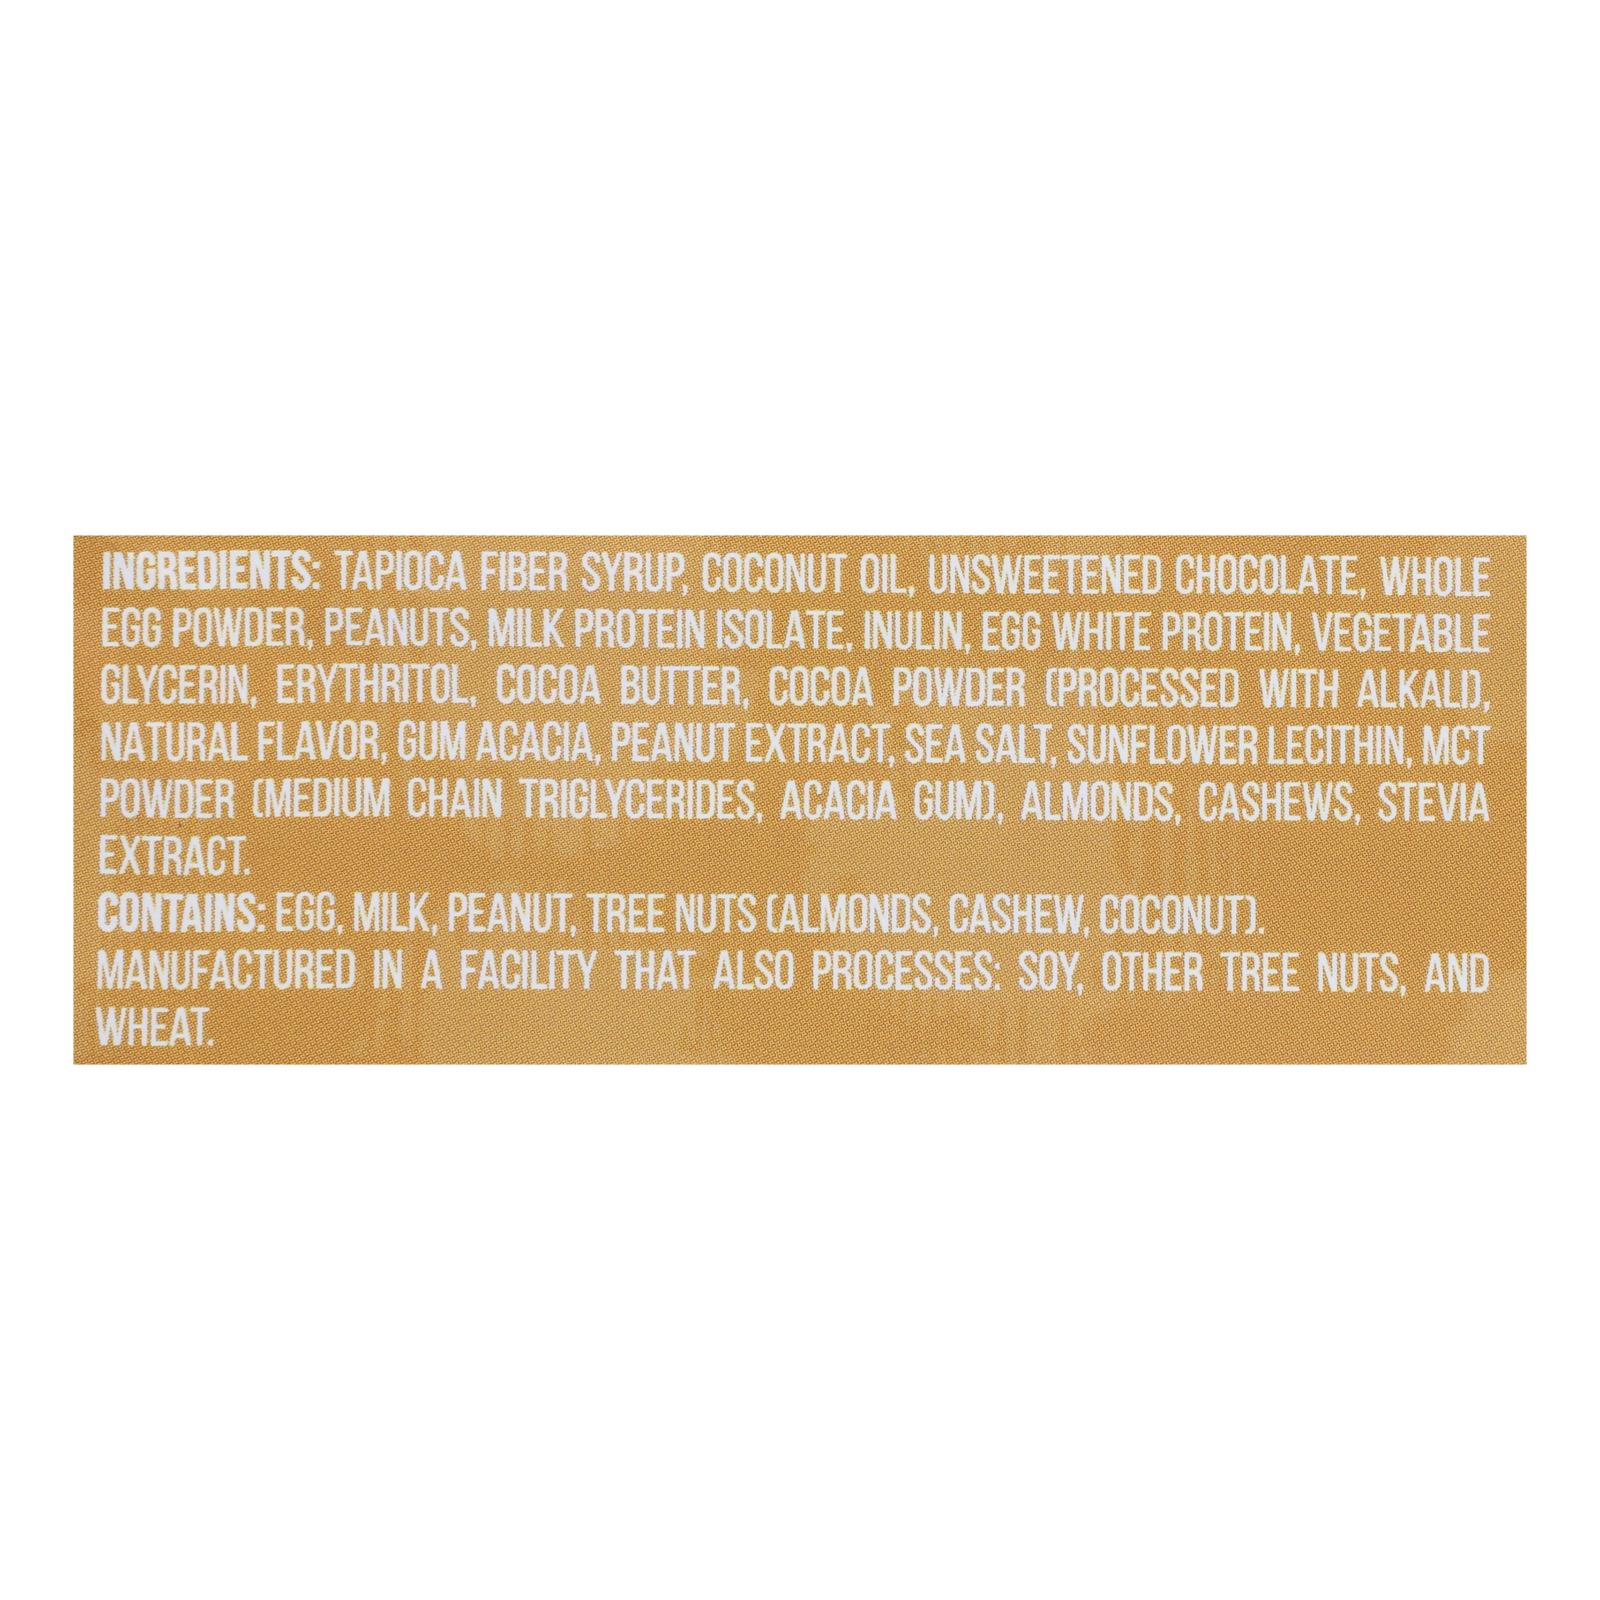 INGREDIENTS: TAPIOCA FIBER SYRUP, COCONUT OIL, UNSWEETENED CHOCOLATE, WHOLE
EGG POWDER, PEANUTS, MILK PROTEIN ISOLATE, INULIN, EGG WHITE PROTEIN, VEGETABLE
GLYCERIN, ERYTHRITOL, COCOA BUTTER, COCOA POWDER (PROCESSED WITH ALKALI),
NATURAL FLAVOR, GUM ACACIA, PEANUT EXTRACT, SEA SALT, SUNFLOWER LECITHIN, MCT
POWDER (MEDIUM CHAIN TRIGLYCERIDES, ACACIA GUM), ALMONDS, CASHEWS, STEVIA
EXTRACT.
CONTAINS: EGG, MILK, PEANUT, TREE NUTS (ALMONDS, CASHEW, COCONUT).
MANUFACTURED IN A FACILITY THAT ALSO PROCESSES: SOY, OTHER TREE NUTS, AND
WHEAT.